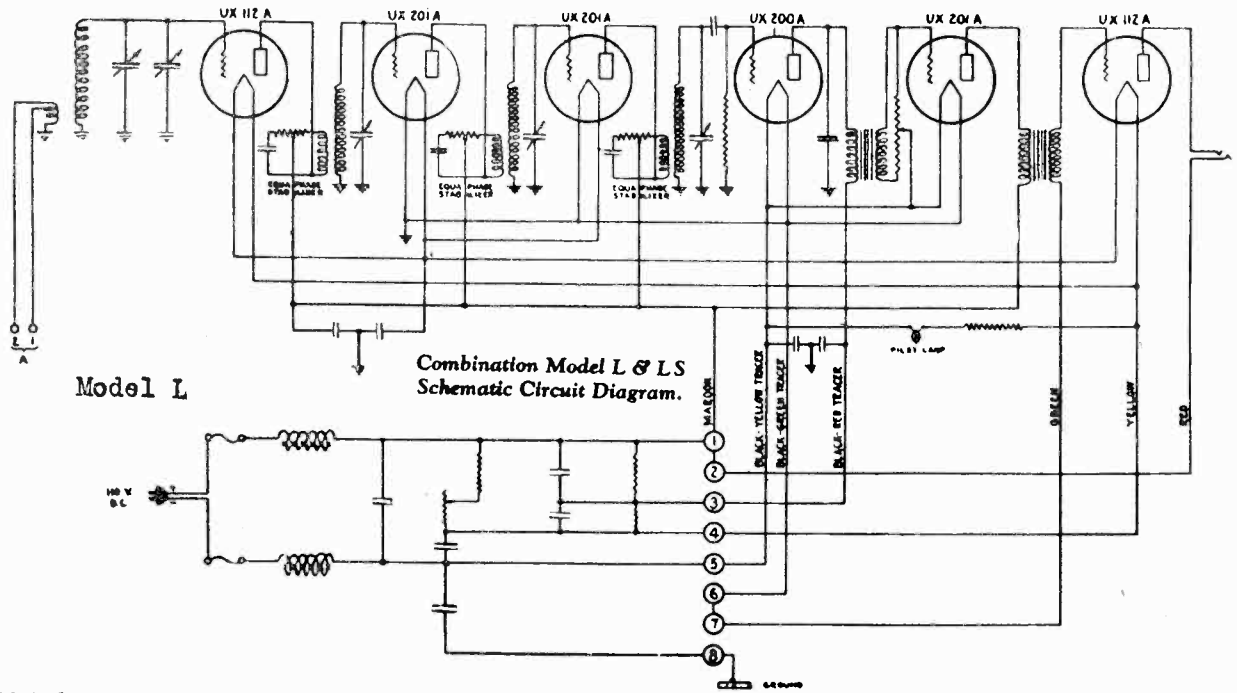 UX 112 A
UX 201 A
UX 201 A
UX 200 A
UX 201 A
UX 112 A
EQUAPHASE
STABILIZER
EQUAPHASE
STABILIZER
EQUAPHASE
STABILIZER
2 1
A
Model L
Combination Model L & LS
Schematic Circuit Diagram.
PILOT LAMP
MAROON
BLACK-YELLOW TRACER
BLACK-GREEN TRACER
BLACK-RED TRACER
GREEN
YELLOW
RED
110 V.
D.C.
1
2
3
4
5
6
7
8
GROUND